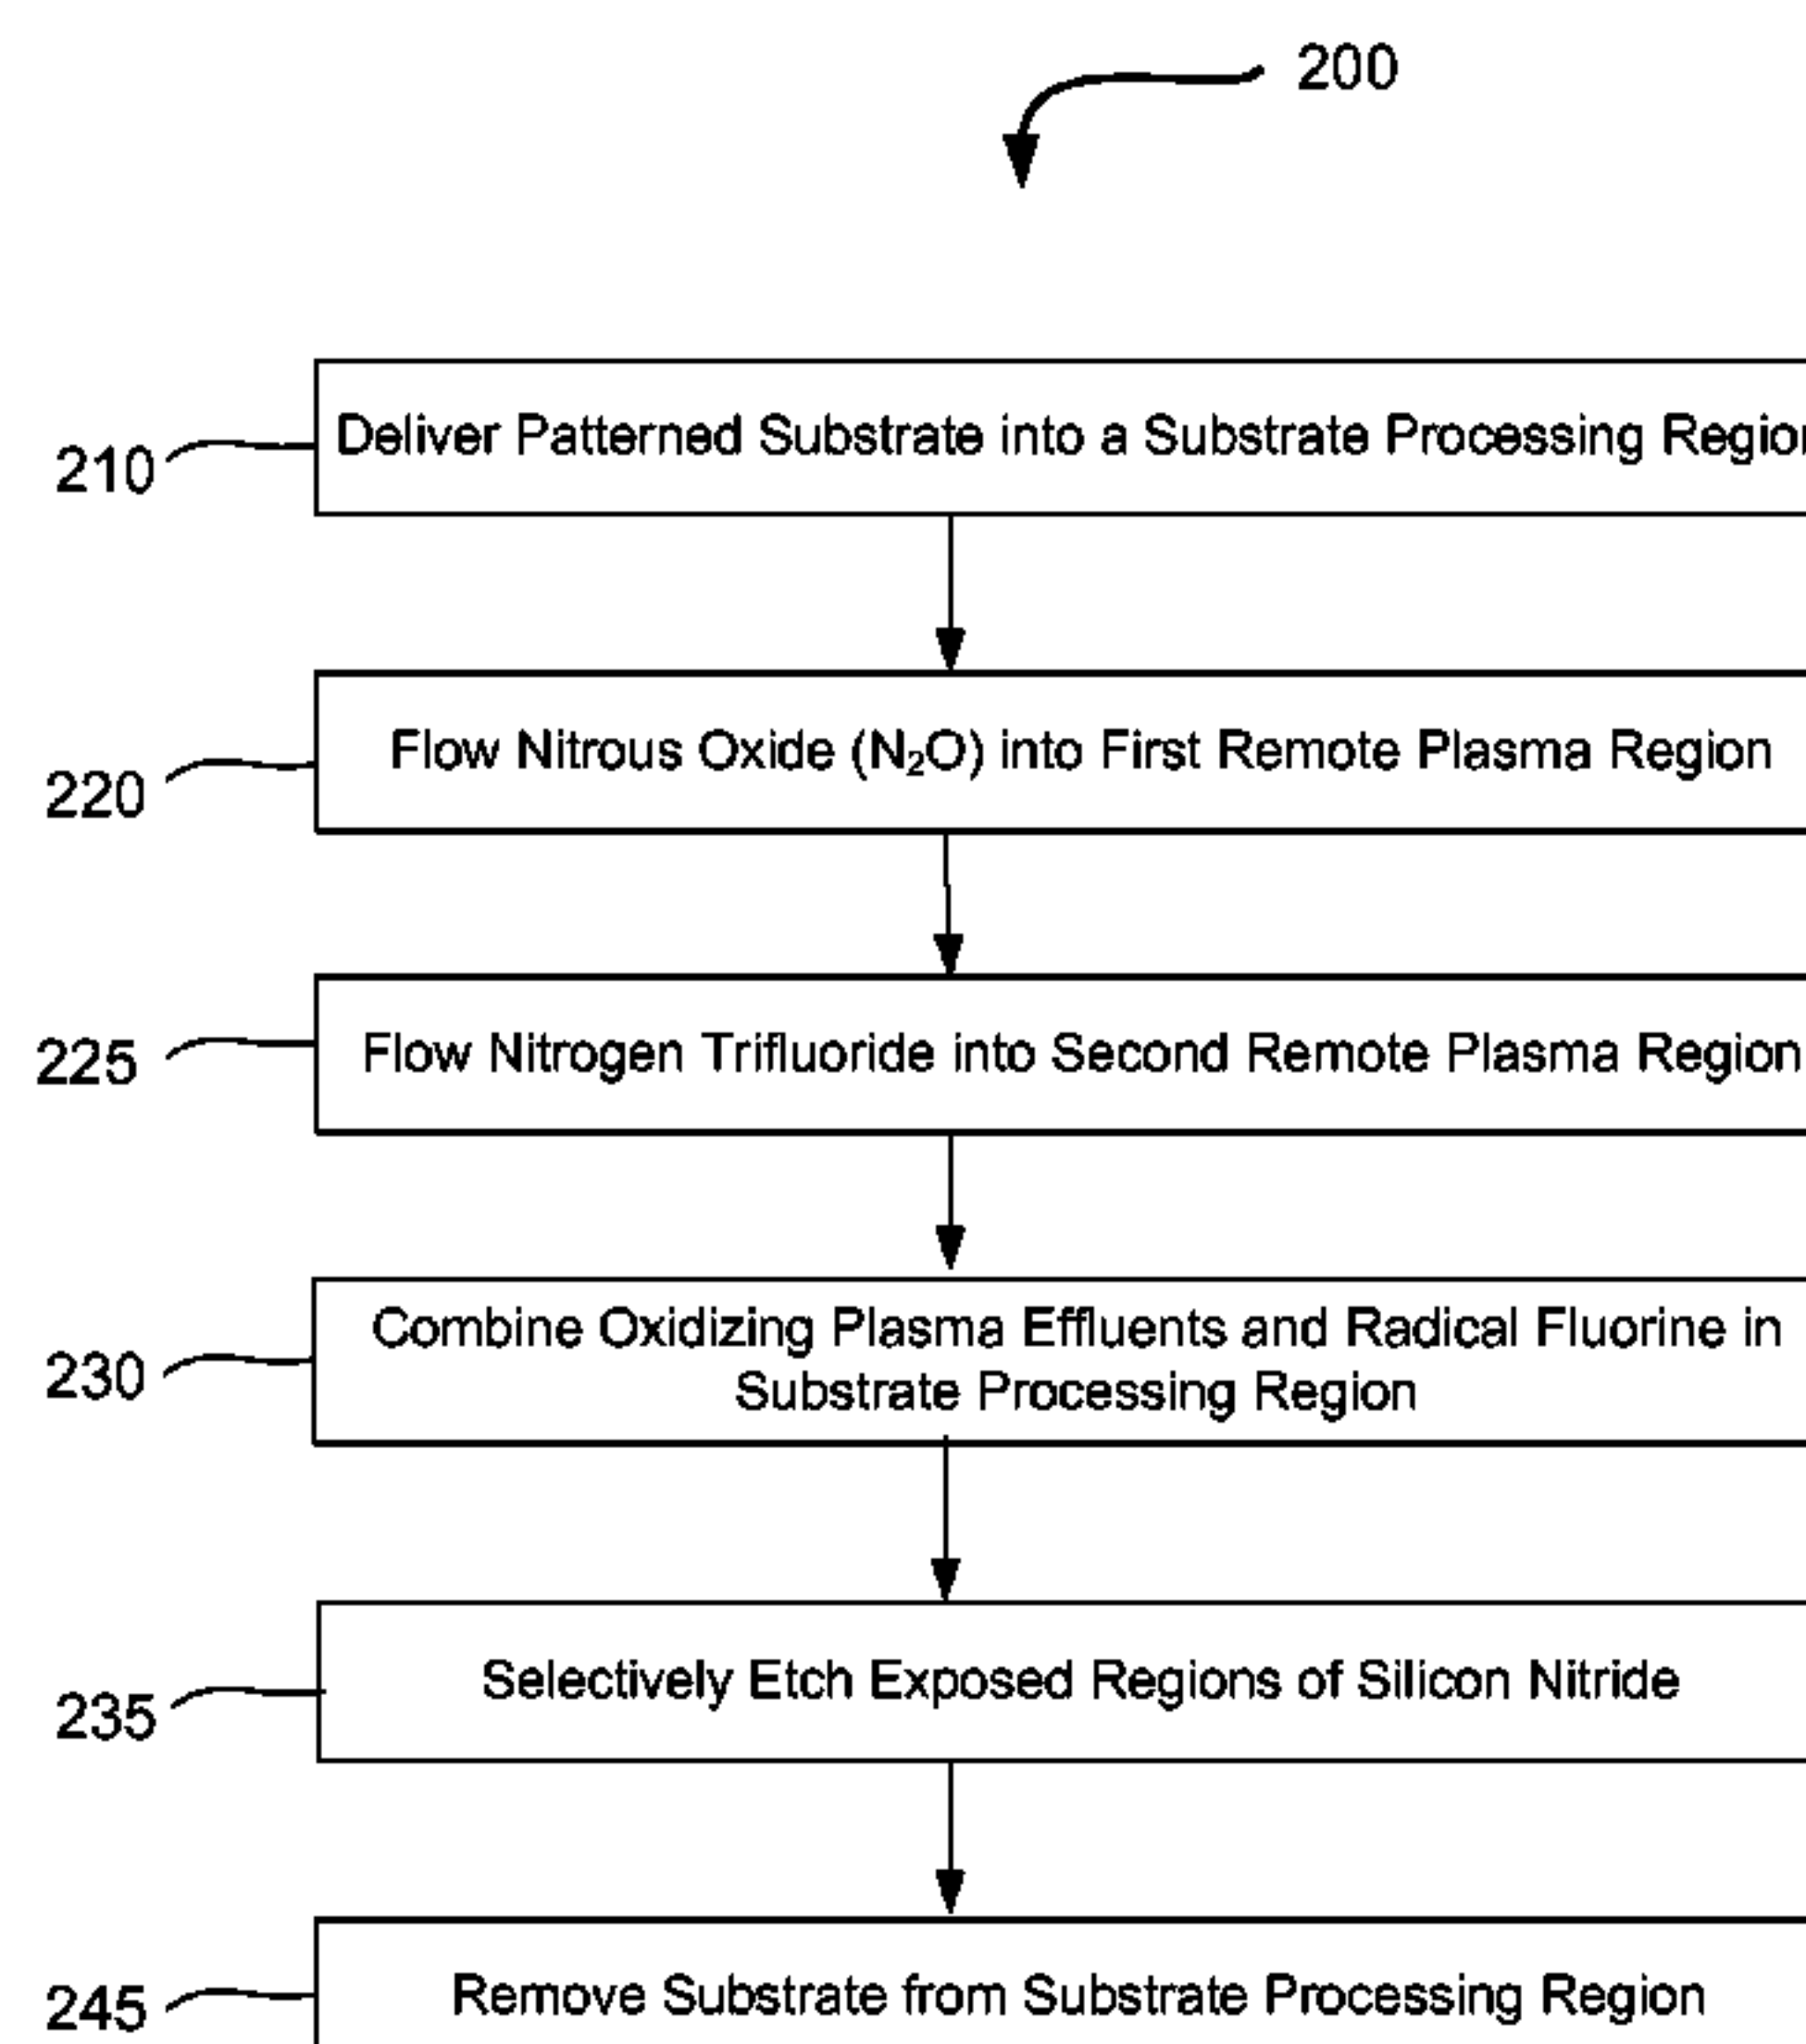 200
210 Deliver Patterned Substrate into a Substrate Processing Region
220 Flow Nitrous Oxide (N₂O) into First Remote Plasma Region
225 Flow Nitrogen Trifluoride into Second Remote Plasma Region
230 Combine Oxidizing Plasma Effluents and Radical Fluorine in
Substrate Processing Region
235 Selectively Etch Exposed Regions of Silicon Nitride
245 Remove Substrate from Substrate Processing Region